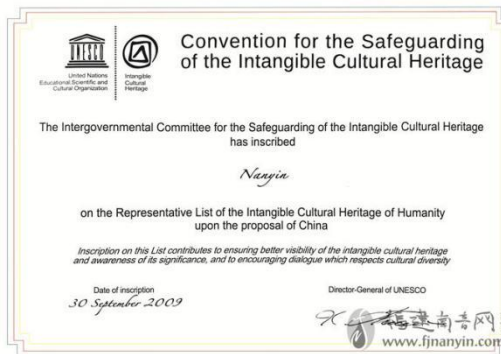 UNESCO
United Nations
Educational, Scientific and
Cultural Organization
Intangible
Cultural
Heritage
Convention for the Safeguarding
of the Intangible Cultural Heritage
The Intergovernmental Committee for the Safeguarding of the Intangible Cultural Heritage
has inscribed
Nanyin
on the Representative List of the Intangible Cultural Heritage of Humanity
upon the proposal of China
Inscription on this List contributes to ensuring better visibility of the intangible cultural heritage
and awareness of its significance, and to encouraging dialogue which respects cultural diversity
Date of inscription
30 September 2009
Director-General of UNESCO
福建南音网
www.fjnanyin.com